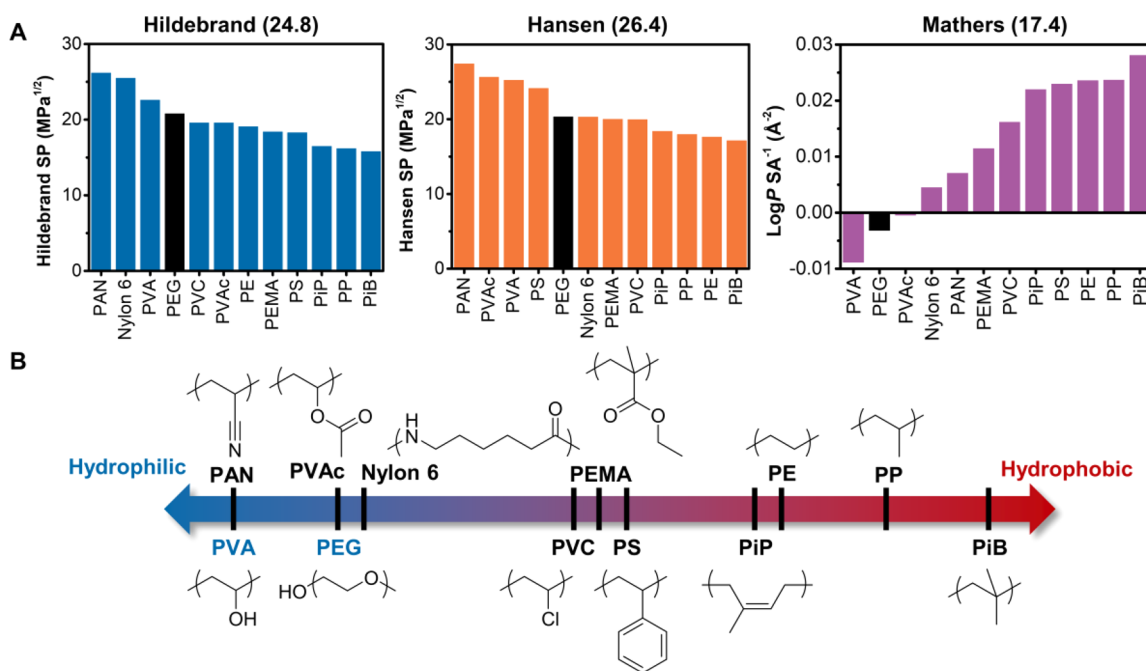 A
Hildebrand (24.8)
Hildebrand SP (MPa1/2)
30
20
10
0
PAN
Nylon 6
PVA
PEG
PVC
PVAc
PE
PEMA
PS
PiP
PP
PiB
Hansen (26.4)
Hansen SP (MPa1/2)
30
20
10
0
PAN
PVAc
PVA
PS
PEG
Nylon 6
PEMA
PVC
PiP
PP
PE
PiB
Mathers (17.4)
LogP SA-1 (Å-2)
0.03
0.02
0.01
0.00
-0.01
PVA
PEG
PVAc
Nylon 6
PAN
PEMA
PVC
PiP
PS
PE
PP
PiB
B
N
O
O
H
N
O
O
O
Hydrophilic
PAN
PVAc
Nylon 6
PEMA
PE
PP
Hydrophobic
PVA
PEG
PVC
PS
PiP
PiB
OH
HO
O
Cl